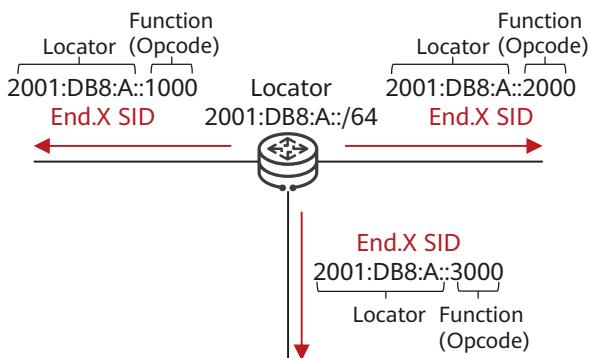 Function
Locator (Opcode)
2001:DB8:A::1000
End.X SID
Locator
2001:DB8:A::/64
Function
Locator (Opcode)
2001:DB8:A::2000
End.X SID
End.X SID
2001:DB8:A::3000
Locator Function
(Opcode)